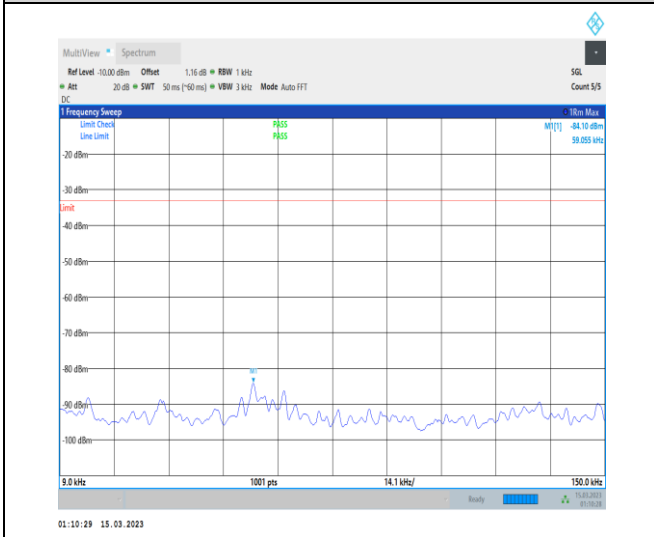 MultiView Spectrum
Ref Level -10.00 dBm Offset 1.16 dB RBW 1 kHz SGL
Att 20 dB SWT 50 ms (~60 ms) VBW 3 kHz Mode Auto FFT Count 5/5
DC
1 Frequency Sweep 1Rm Max
Limit Check PASS M1[1] -84.10 dBm
Line Limit PASS 59.055 kHz
-20 dBm
-30 dBm
Limit
-40 dBm
-50 dBm
-60 dBm
-70 dBm
-80 dBm
M1
-90 dBm
-100 dBm
9.0 kHz 1001 pts 14.1 kHz/ 150.0 kHz
Ready
01:10:29 15.03.2023